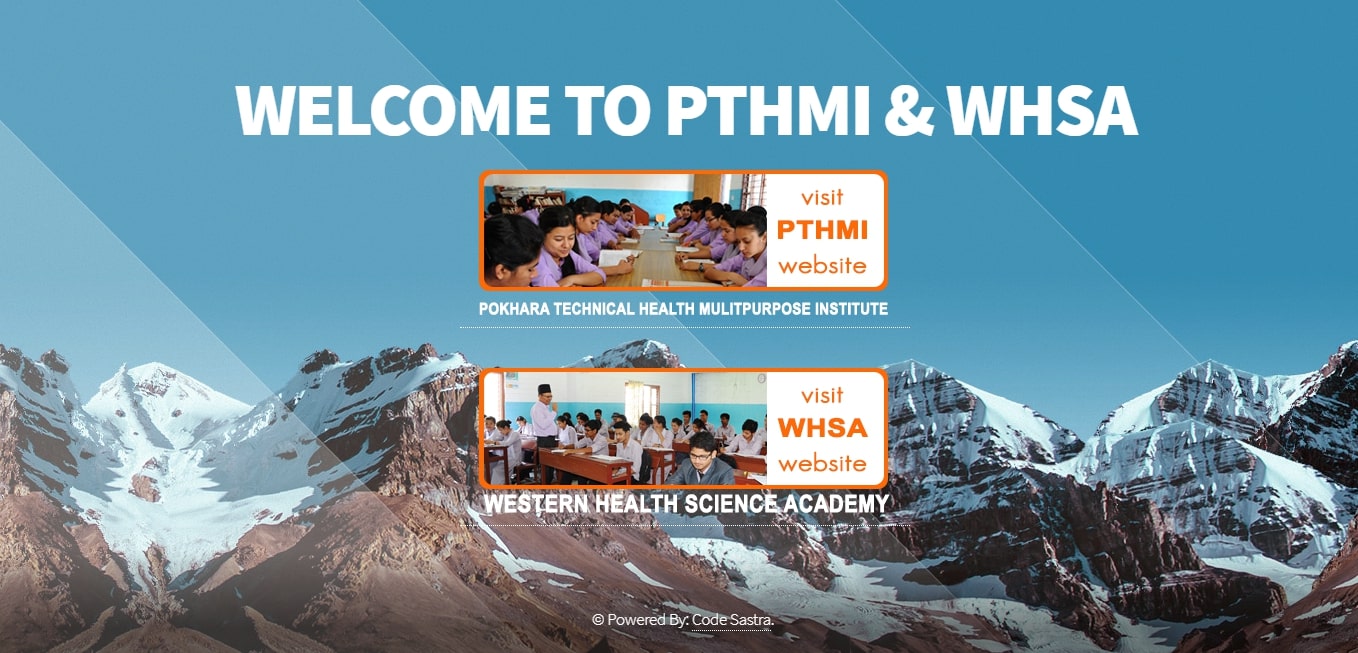 WELCOME TO PTHMI & WHSA
visit
PTHMI
website
POKHARA TECHNICAL HEALTH MULITPURPOSE INSTITUTE
visit
WHSA
website
WESTERN HEALTH SCIENCE ACADEMY
© Powered By: Code Sastra.